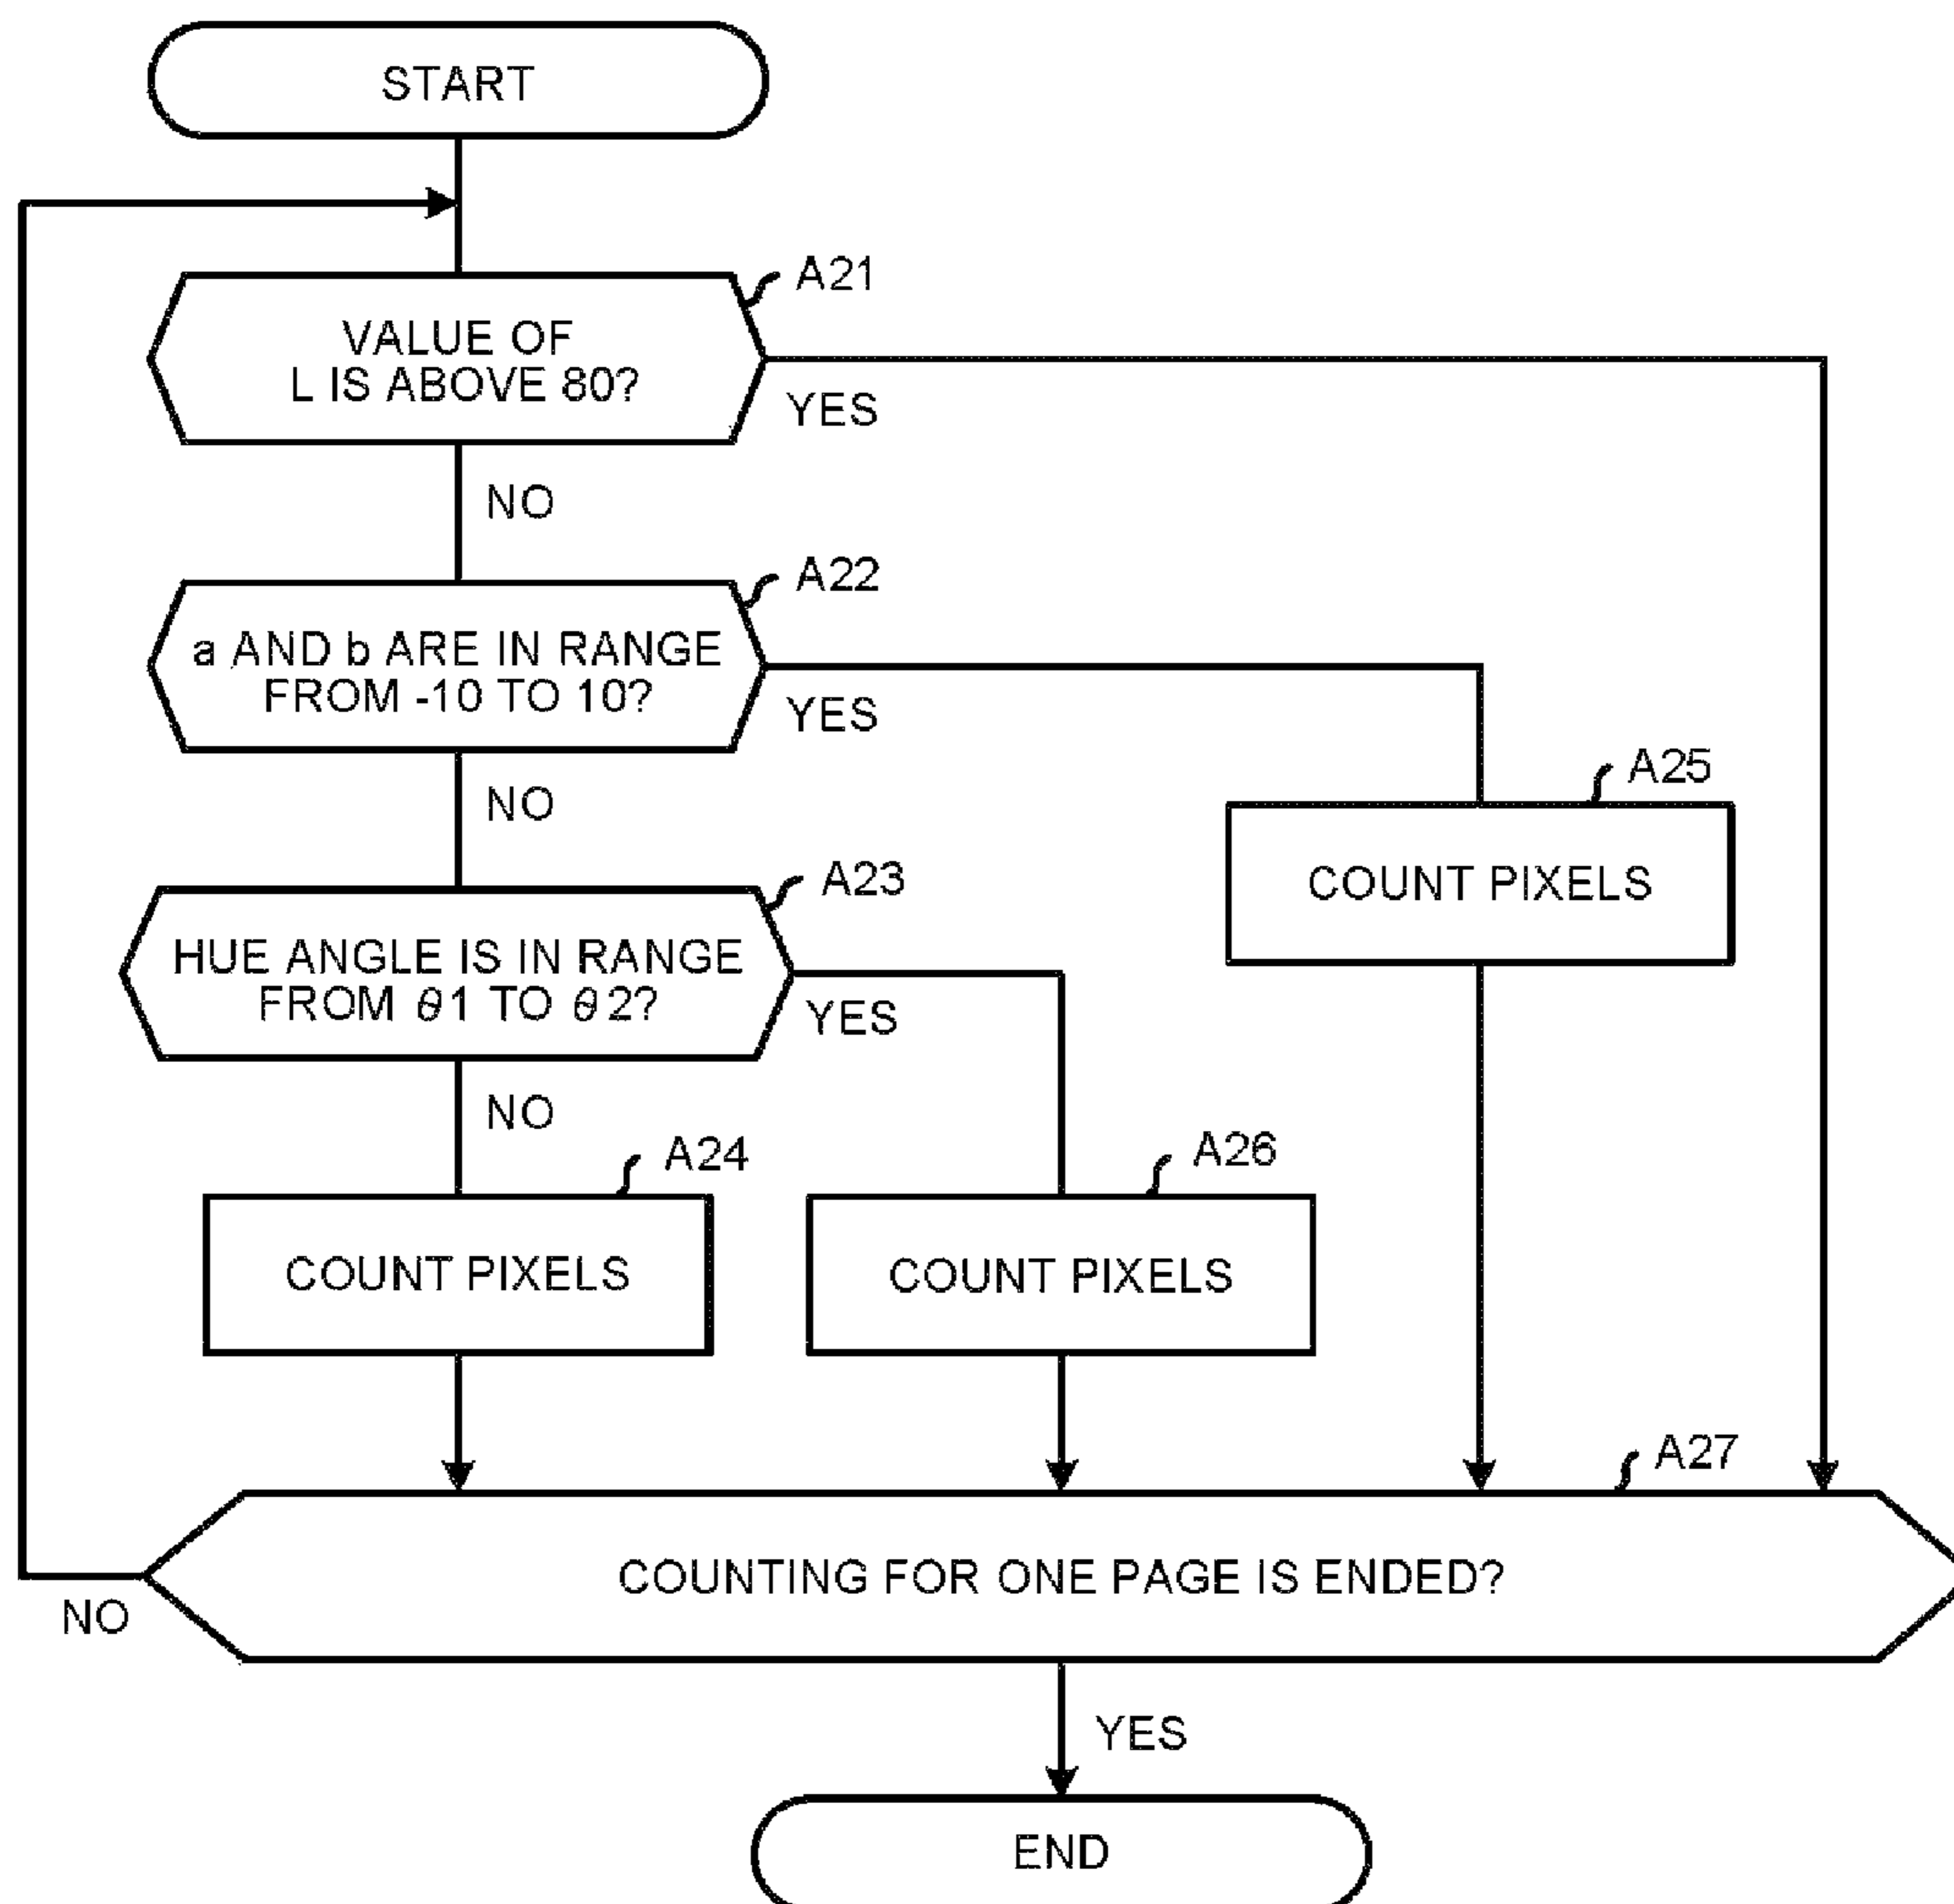 START
A21
VALUE OF
L IS ABOVE 80?
YES
NO
A22
a AND b ARE IN RANGE
FROM -10 TO 10?
YES
NO
A25
COUNT PIXELS
A23
HUE ANGLE IS IN RANGE
FROM θ1 TO θ2?
YES
NO
A24
COUNT PIXELS
A26
COUNT PIXELS
A27
COUNTING FOR ONE PAGE IS ENDED?
NO
YES
END